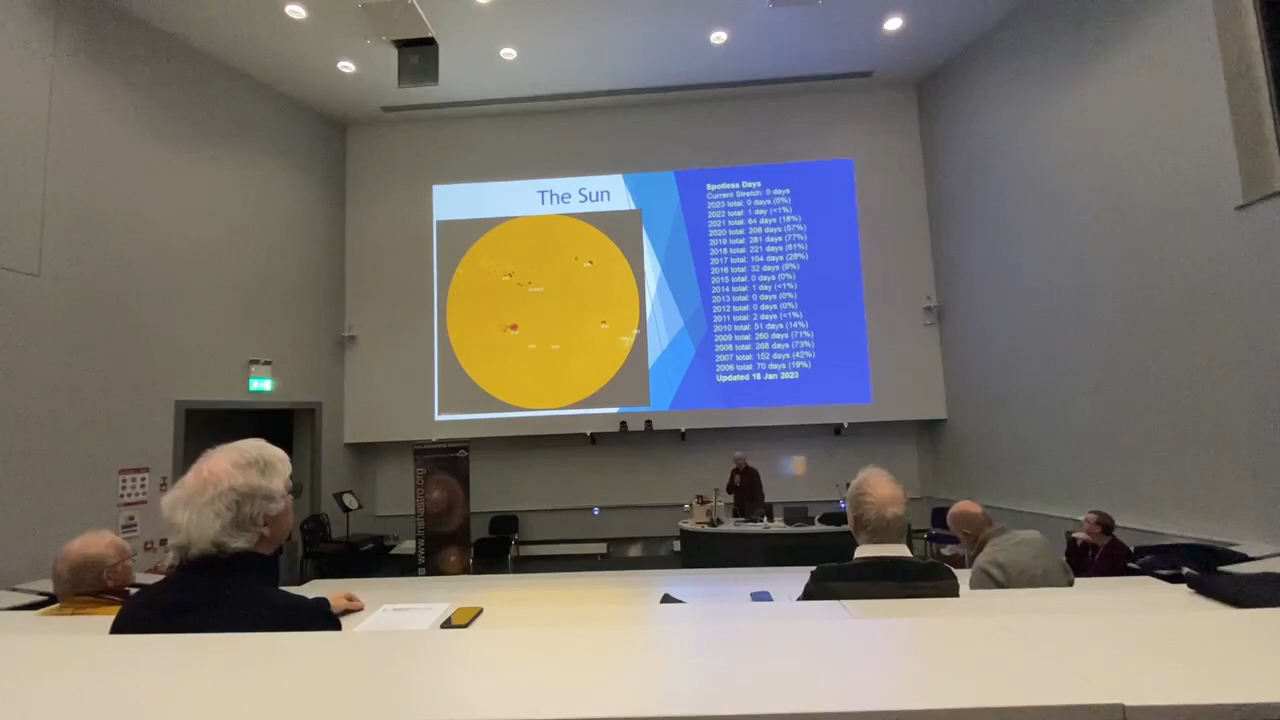 The Sun
Spotless Days
Current Stretch: 0 days
2023 total: 0 days (0%)
2022 total: 1 day (<1%)
2021 total: 64 days (18%)
2020 total: 208 days (57%)
2019 total: 281 days (77%)
2018 total: 221 days (61%)
2017 total: 104 days (28%)
2016 total: 32 days (9%)
2015 total: 0 days (0%)
2014 total: 1 day (<1%)
2013 total: 0 days (0%)
2012 total: 0 days (0%)
2011 total: 2 days (<1%)
2010 total: 51 days (14%)
2009 total: 260 days (71%)
2008 total: 268 days (73%)
2007 total: 152 days (42%)
2006 total: 70 days (19%)
Updated 18 Jan 2023
www.irishastro.org